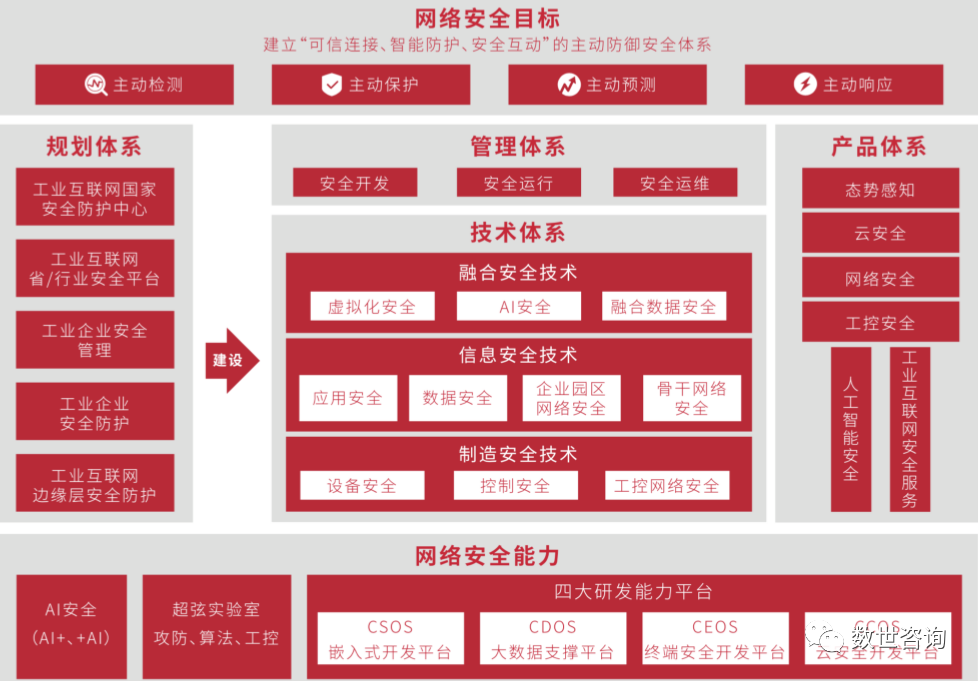 网络安全目标
建立“可信连接、智能防护、安全互动”的主动防御安全体系
主动检测
主动保护
主动预测
主动响应
规划体系
工业互联网国家
安全防护中心
工业互联网
省/行业安全平台
工业企业安全
管理
工业企业
安全防护
工业互联网
边缘层安全防护
建设
管理体系
安全开发
安全运行
安全运维
技术体系
融合安全技术
虚拟化安全
AI安全
融合数据安全
信息安全技术
应用安全
数据安全
企业园区
网络安全
骨干网络
安全
制造安全技术
设备安全
控制安全
工控网络安全
产品体系
态势感知
云安全
网络安全
工控安全
人工智能安全
工业互联网安全服务
网络安全能力
AI安全
（AI+、+AI）
超弦实验室
攻防、算法、工控
四大研发能力平台
CSOS
嵌入式开发平台
CDOS
大数据支撑平台
CEOS
终端安全开发平台
CCOS
云安全开发平台
数世咨询